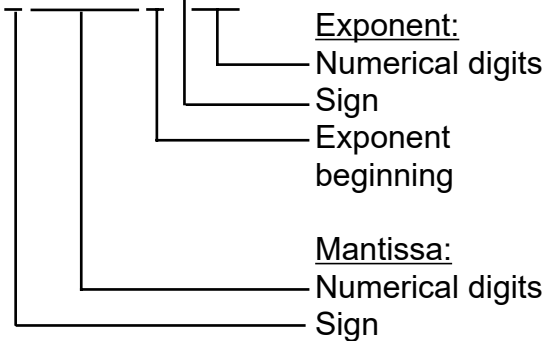 Exponent:
Numerical digits
Sign
Exponent
beginning
Mantissa:
Numerical digits
Sign